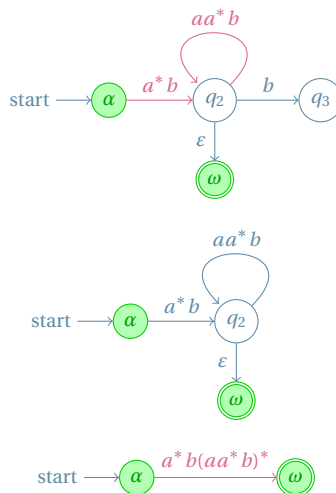 aa*b
start α a*b q₂ b q₃
ε
ω
aa*b
start α a*b q₂
ε
ω
start α a*b(aa*b)* ω